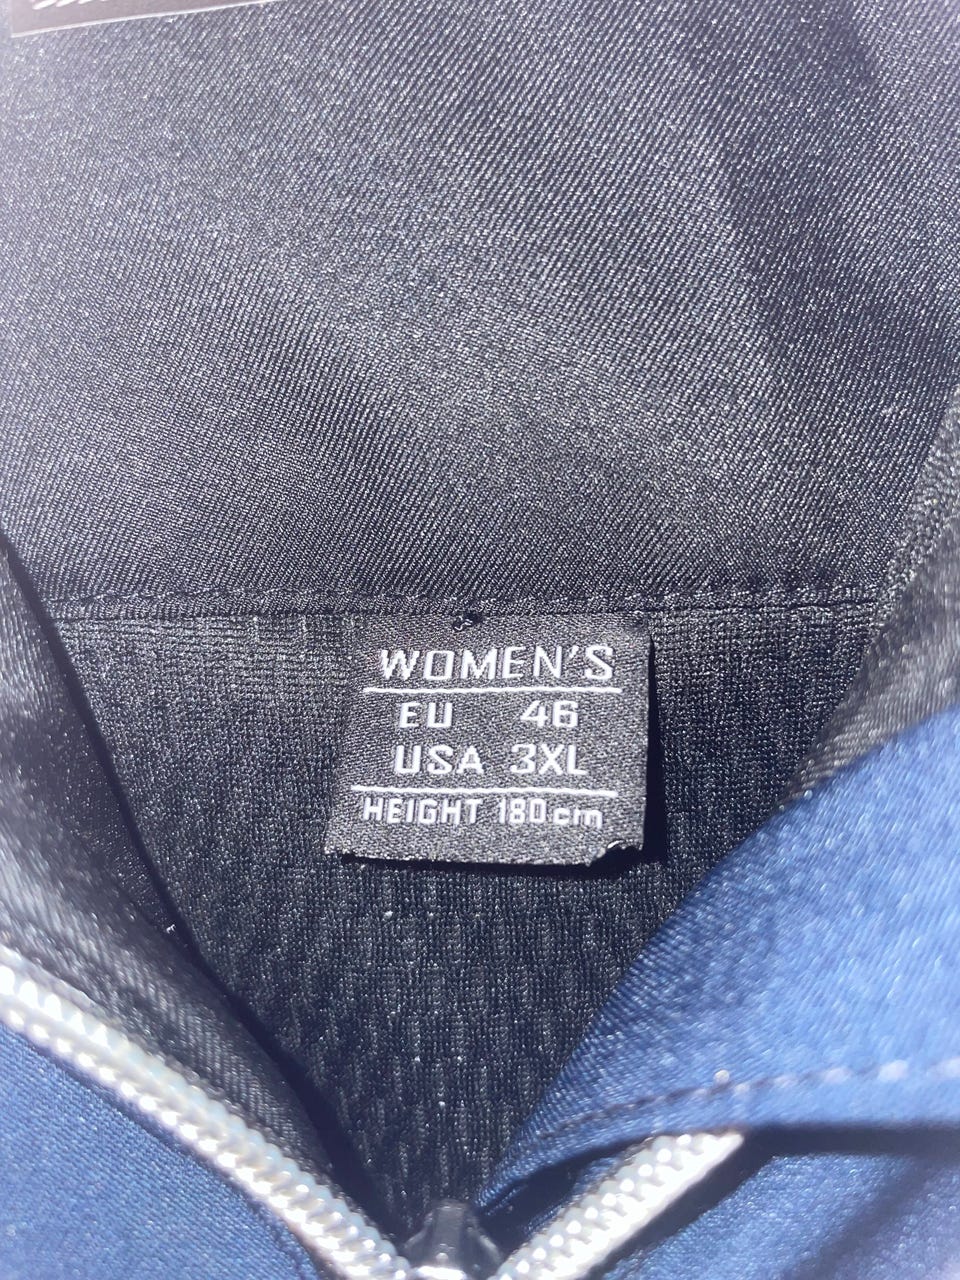 WOMEN'S
EU 46
USA 3XL
HEIGHT 180cm